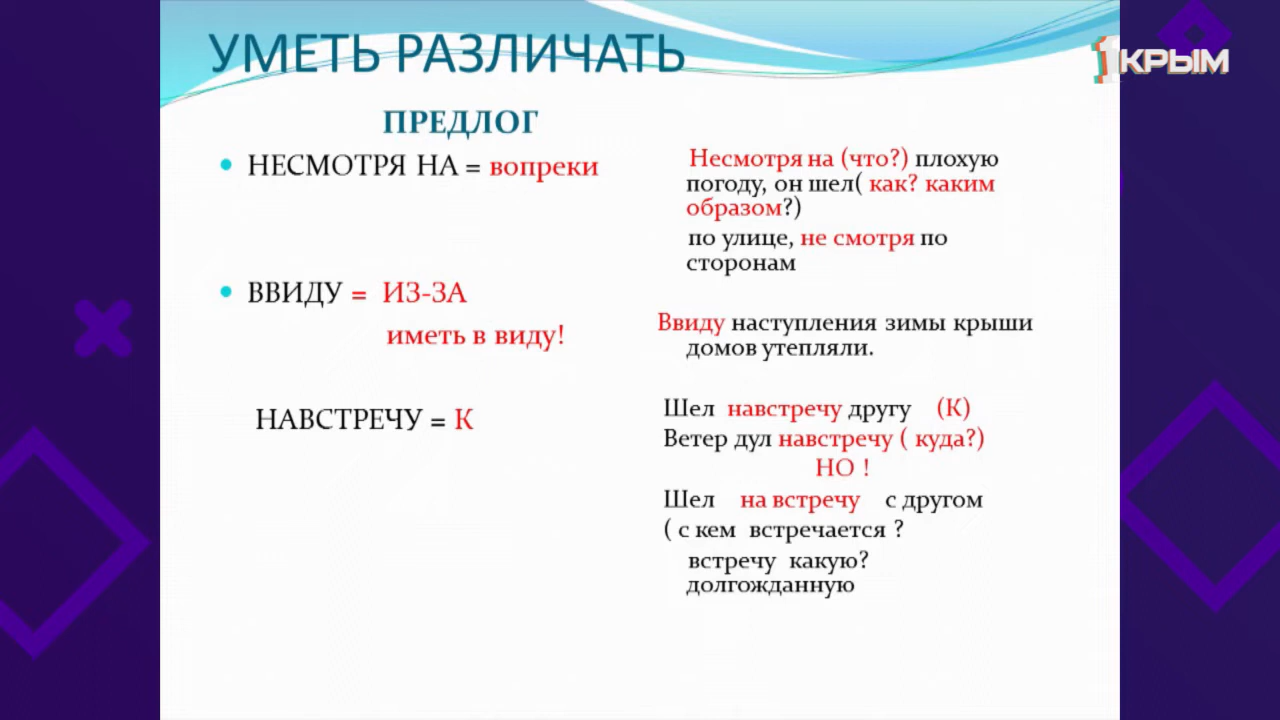 УМЕТЬ РАЗЛИЧАТЬ
1КРЫМ
ПРЕДЛОГ
НЕСМОТРЯ НА = вопреки
ВВИДУ = ИЗ-ЗА
иметь в виду!
НАВСТРЕЧУ = К
Несмотря на (что?) плохую
погоду, он шел( как? каким
образом?)
по улице, не смотря по
сторонам
Ввиду наступления зимы крыши
домов утепляли.
Шел навстречу другу (К)
Ветер дул навстречу ( куда?)
НО !
Шел на встречу с другом
( с кем встречается ?
встречу какую?
долгожданную